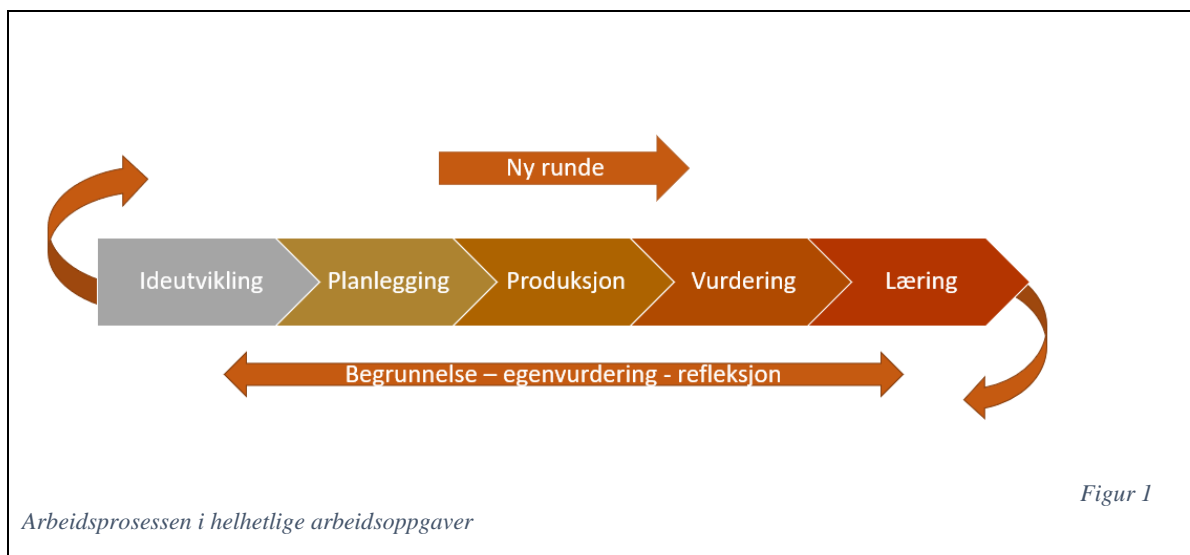 Ny runde
Ideutvikling
Planlegging
Produksjon
Vurdering
Læring
Begrunnelse – egenvurdering - refleksjon
Figur 1
Arbeidsprosessen i helhetlige arbeidsoppgaver